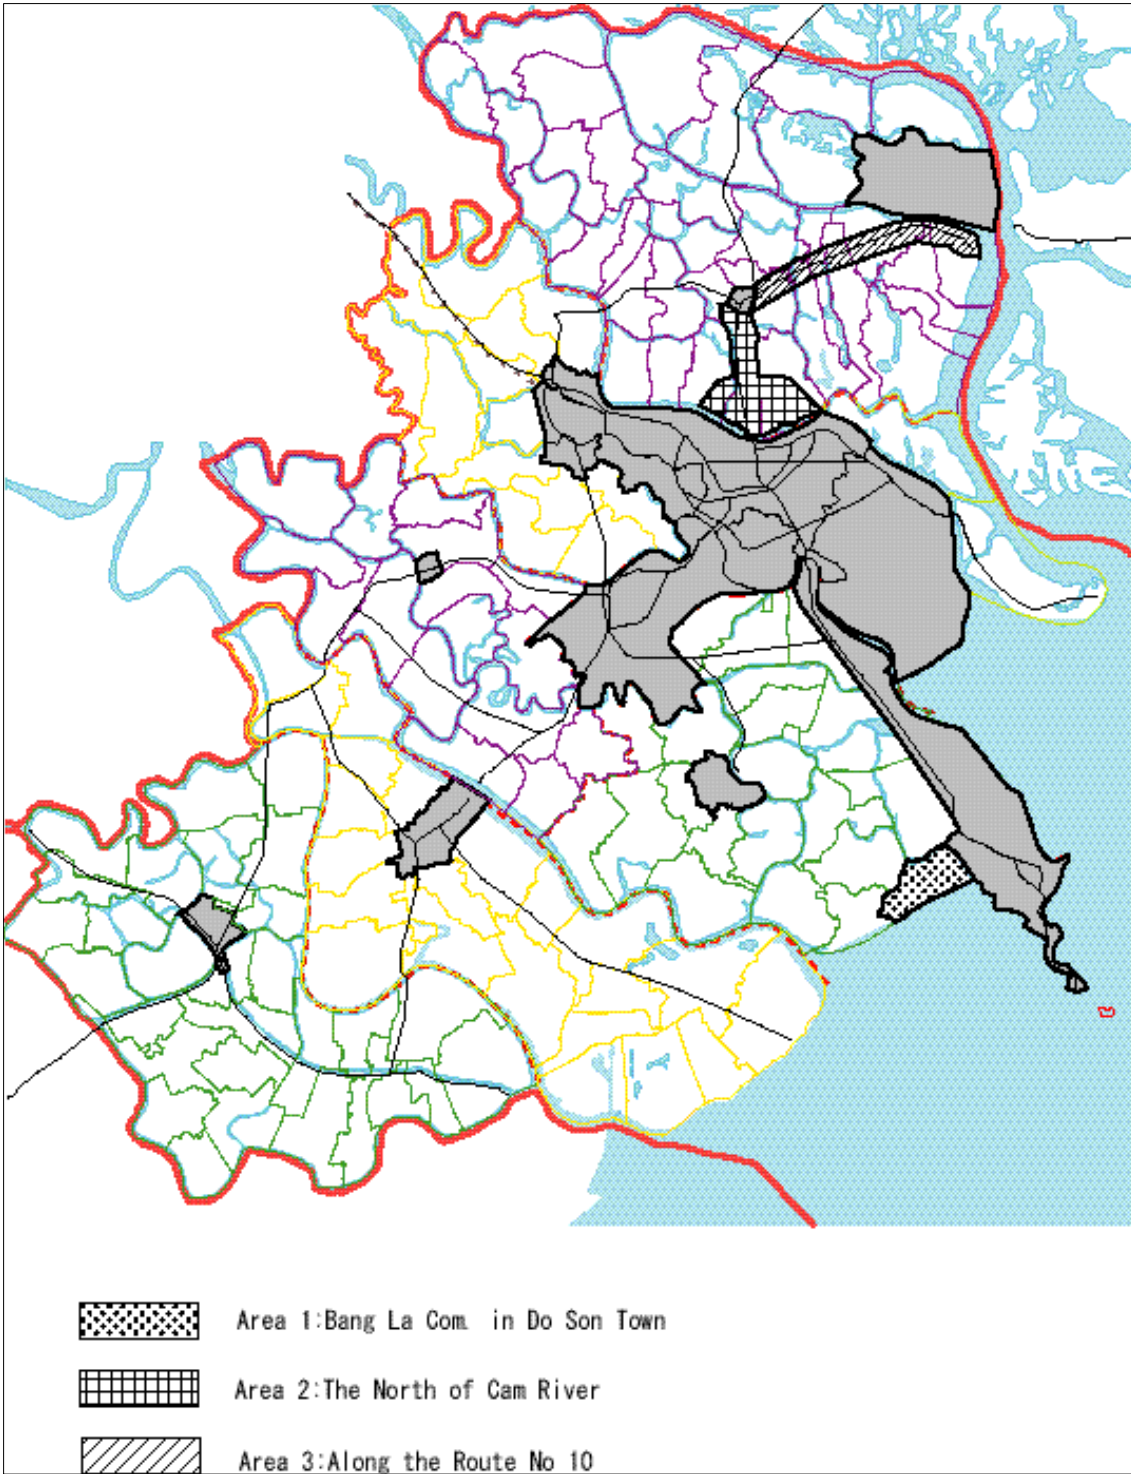 Area 1:Bang La Com. in Do Son Town
Area 2:The North of Cam River
Area 3:Along the Route No 10